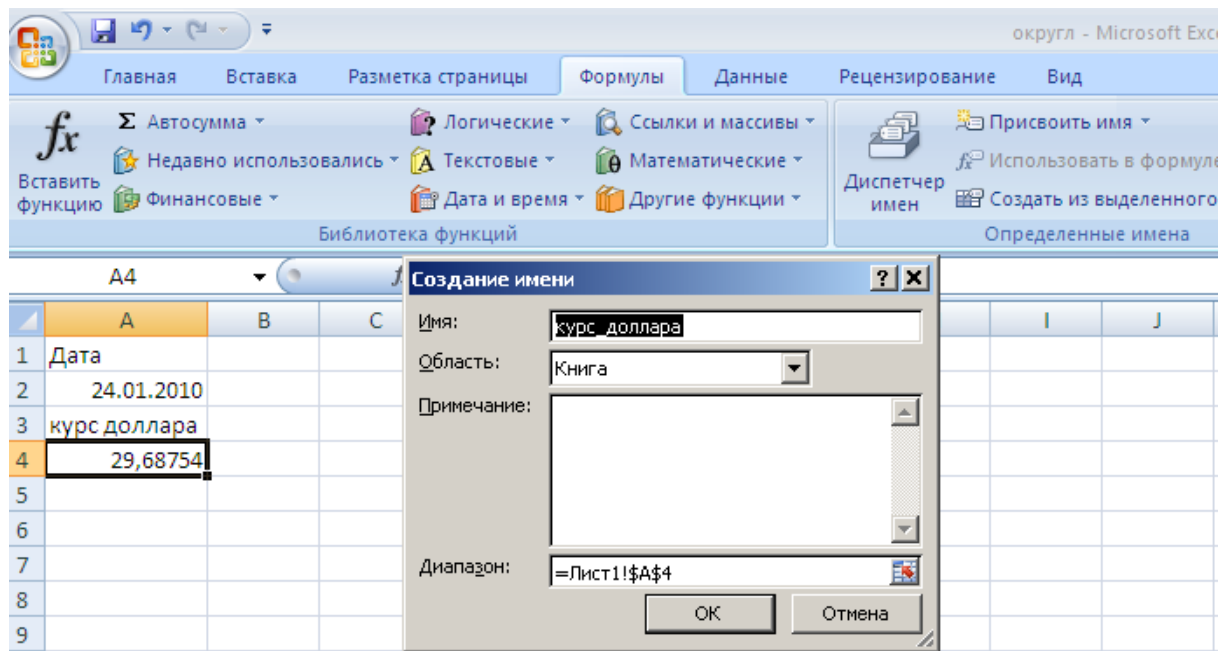 округл - Microsoft Exc
Главная Вставка Разметка страницы Формулы Данные Рецензирование Вид
fx Вставить функцию
Σ Автосумма
Недавно использовались
Финансовые
Логические
Текстовые
Дата и время
Ссылки и массивы
Математические
Другие функции
Библиотека функций
Диспетчер имен
Присвоить имя
Использовать в формуле
Создать из выделенного
Определенные имена
A4
Создание имени
Имя: курс_доллара
Область: Книга
Примечание:
Диапазон: =Лист1!$A$4
ОК Отмена
A B C I J
1 Дата
2 24.01.2010
3 курс доллара
4 29,68754
5
6
7
8
9